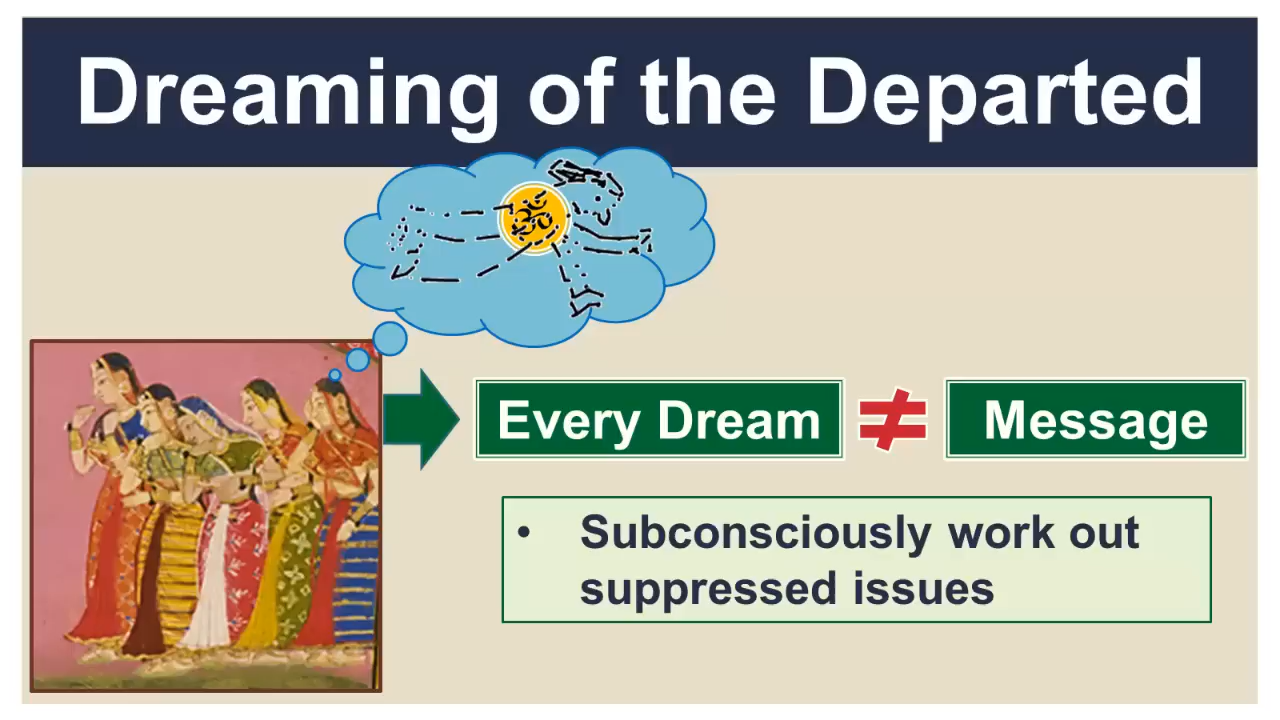 Dreaming of the Departed
ॐ
Every Dream ≠ Message
• Subconsciously work out
suppressed issues